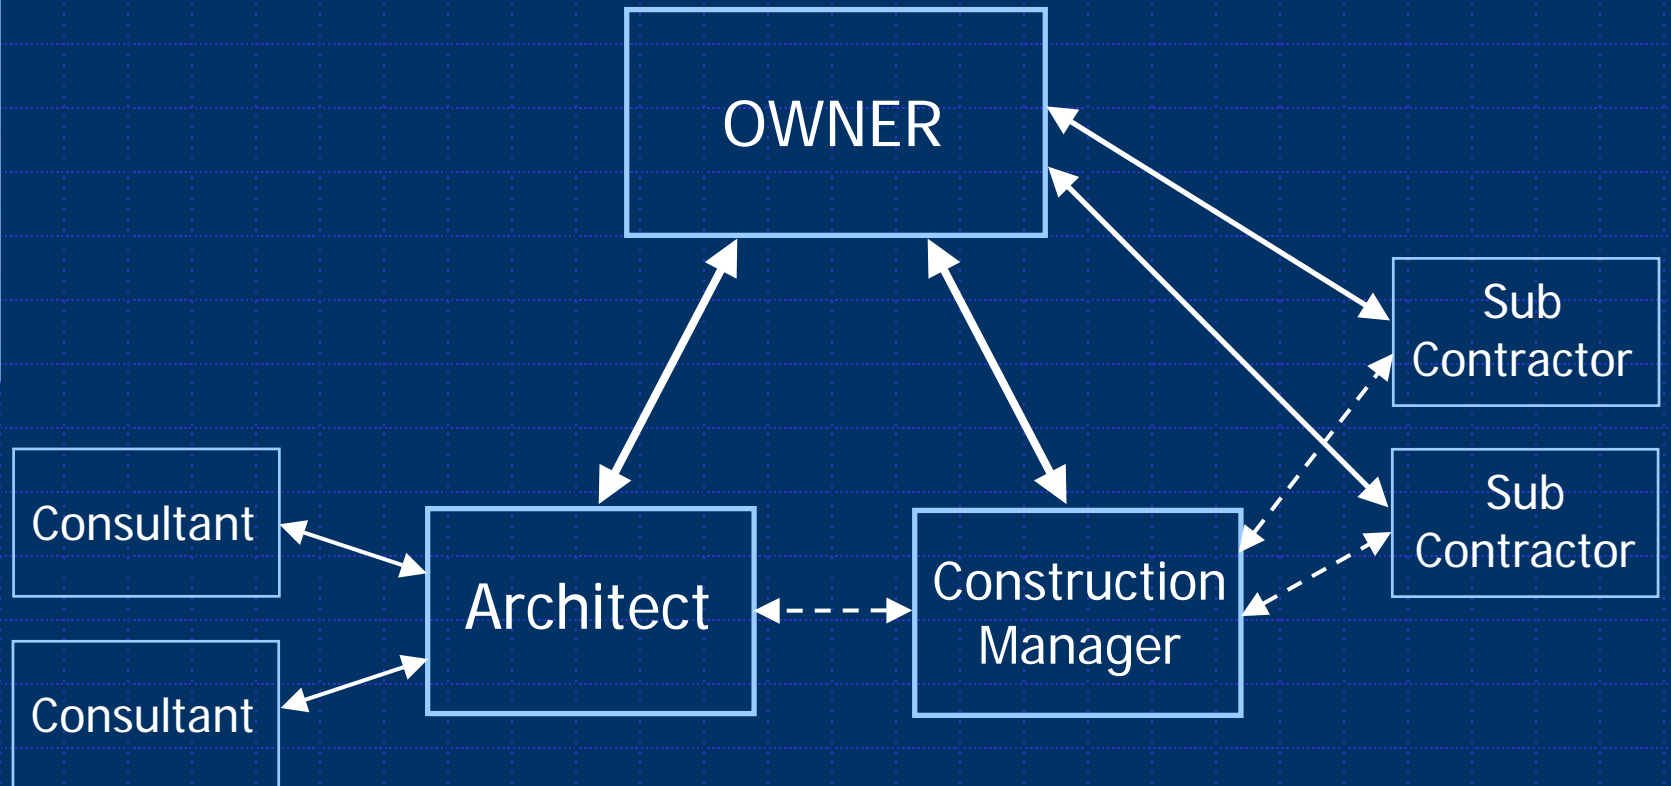 OWNER
Sub
Contractor
Sub
Contractor
Consultant
Architect
Construction
Manager
Consultant